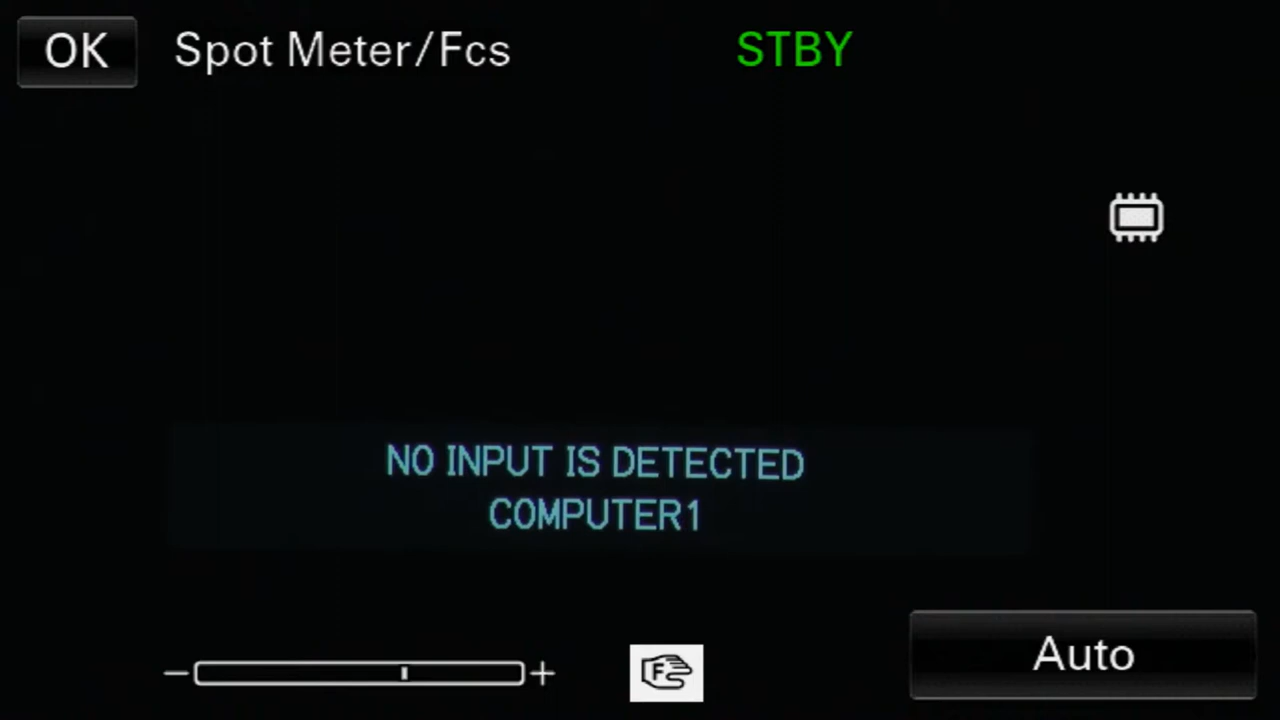 OK Spot Meter/Fcs STBY
NO INPUT IS DETECTED
COMPUTER1
− + F Auto